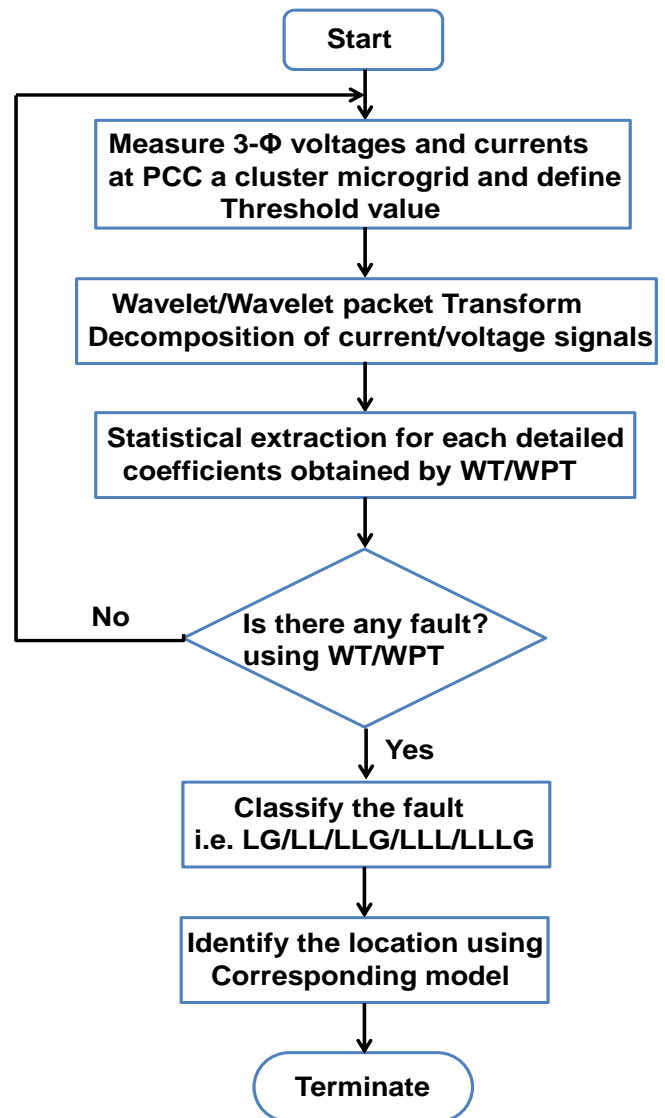 Start
Measure 3-Φ voltages and currents
at PCC a cluster microgrid and define
Threshold value
Wavelet/Wavelet packet Transform
Decomposition of current/voltage signals
Statistical extraction for each detailed
coefficients obtained by WT/WPT
No
Is there any fault?
using WT/WPT
Yes
Classify the fault
i.e. LG/LL/LLG/LLL/LLLG
Identify the location using
Corresponding model
Terminate